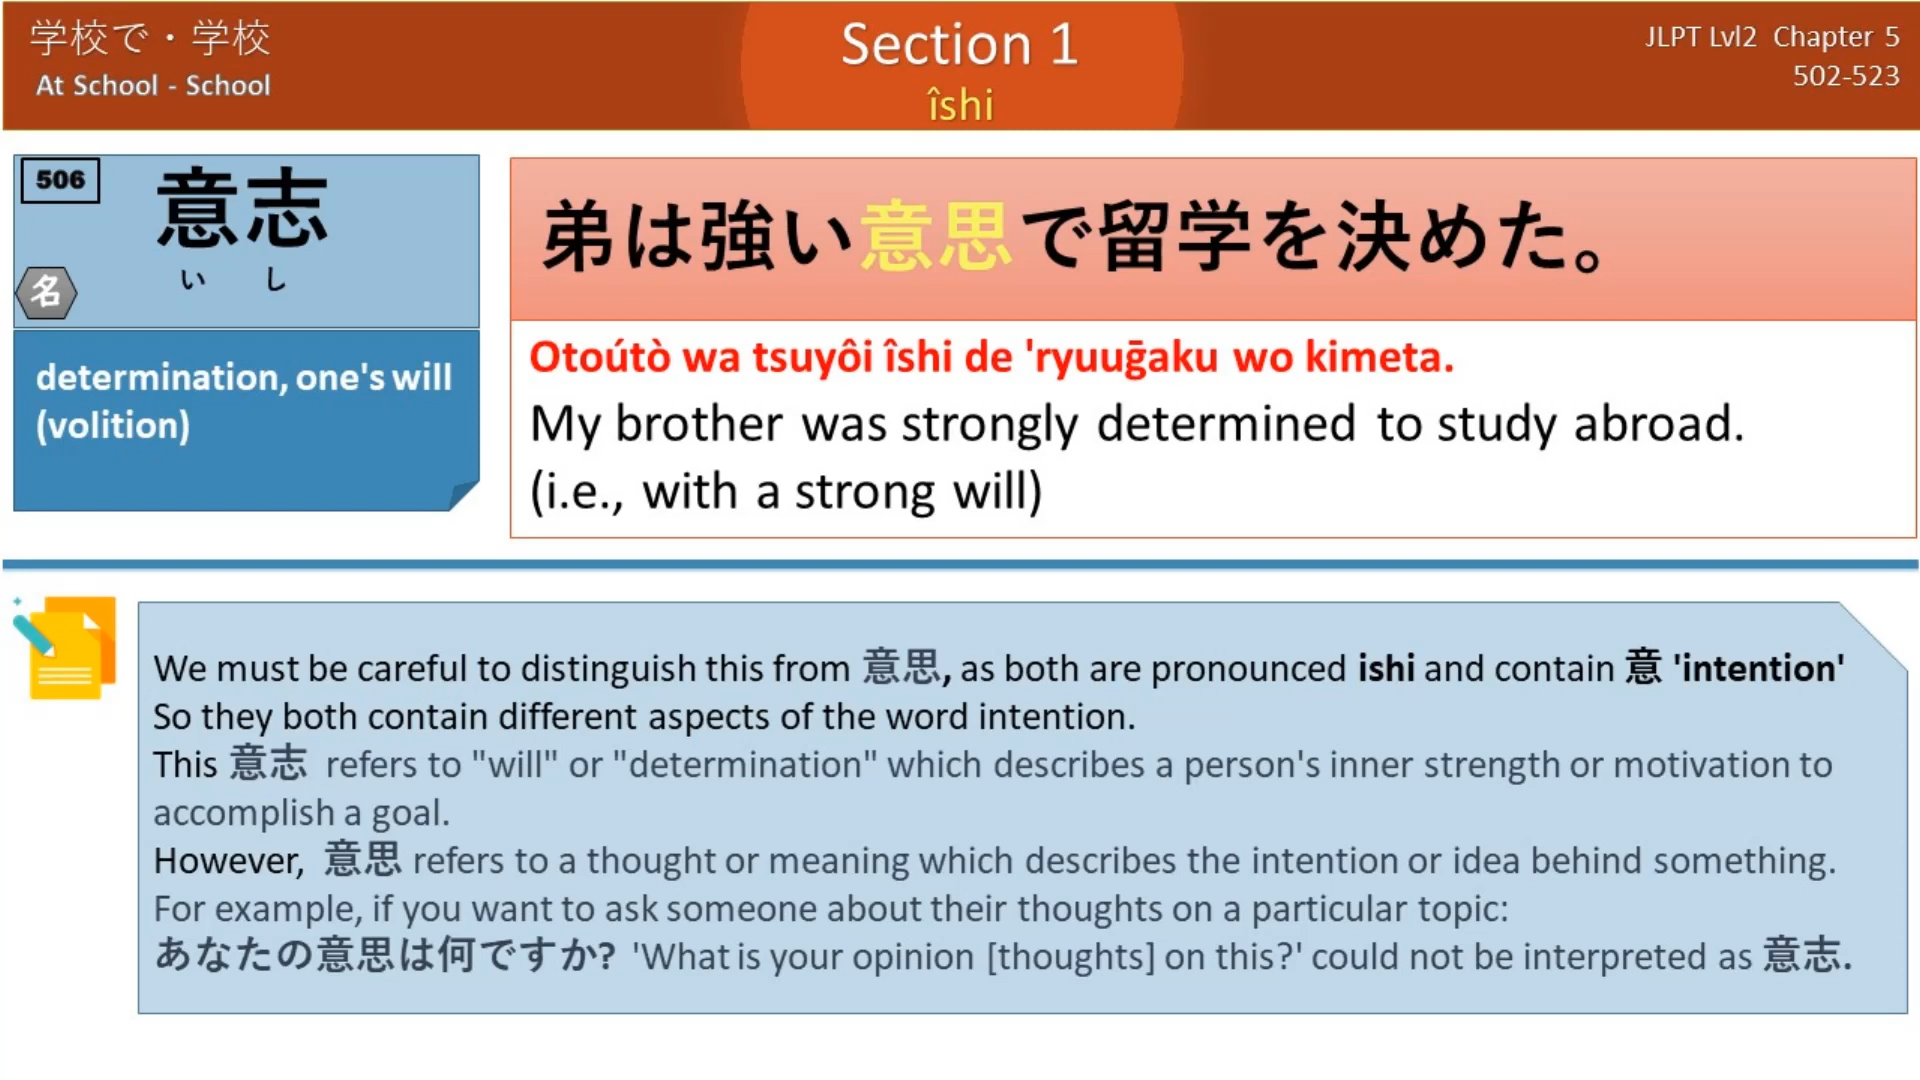 学校で・学校
At School - School
Section 1
îshi
JLPT Lvl2 Chapter 5
502-523
506
意志
い し
名
determination, one's will
(volition)
弟は強い意思で留学を決めた。
Otoútò wa tsuyôi îshi de 'ryuuḡaku wo kimeta.
My brother was strongly determined to study abroad.
(i.e., with a strong will)
We must be careful to distinguish this from 意思, as both are pronounced ishi and contain 意 'intention'
So they both contain different aspects of the word intention.
This 意志 refers to "will" or "determination" which describes a person's inner strength or motivation to
accomplish a goal.
However, 意思 refers to a thought or meaning which describes the intention or idea behind something.
For example, if you want to ask someone about their thoughts on a particular topic:
あなたの意思は何ですか? 'What is your opinion [thoughts] on this?' could not be interpreted as 意志.